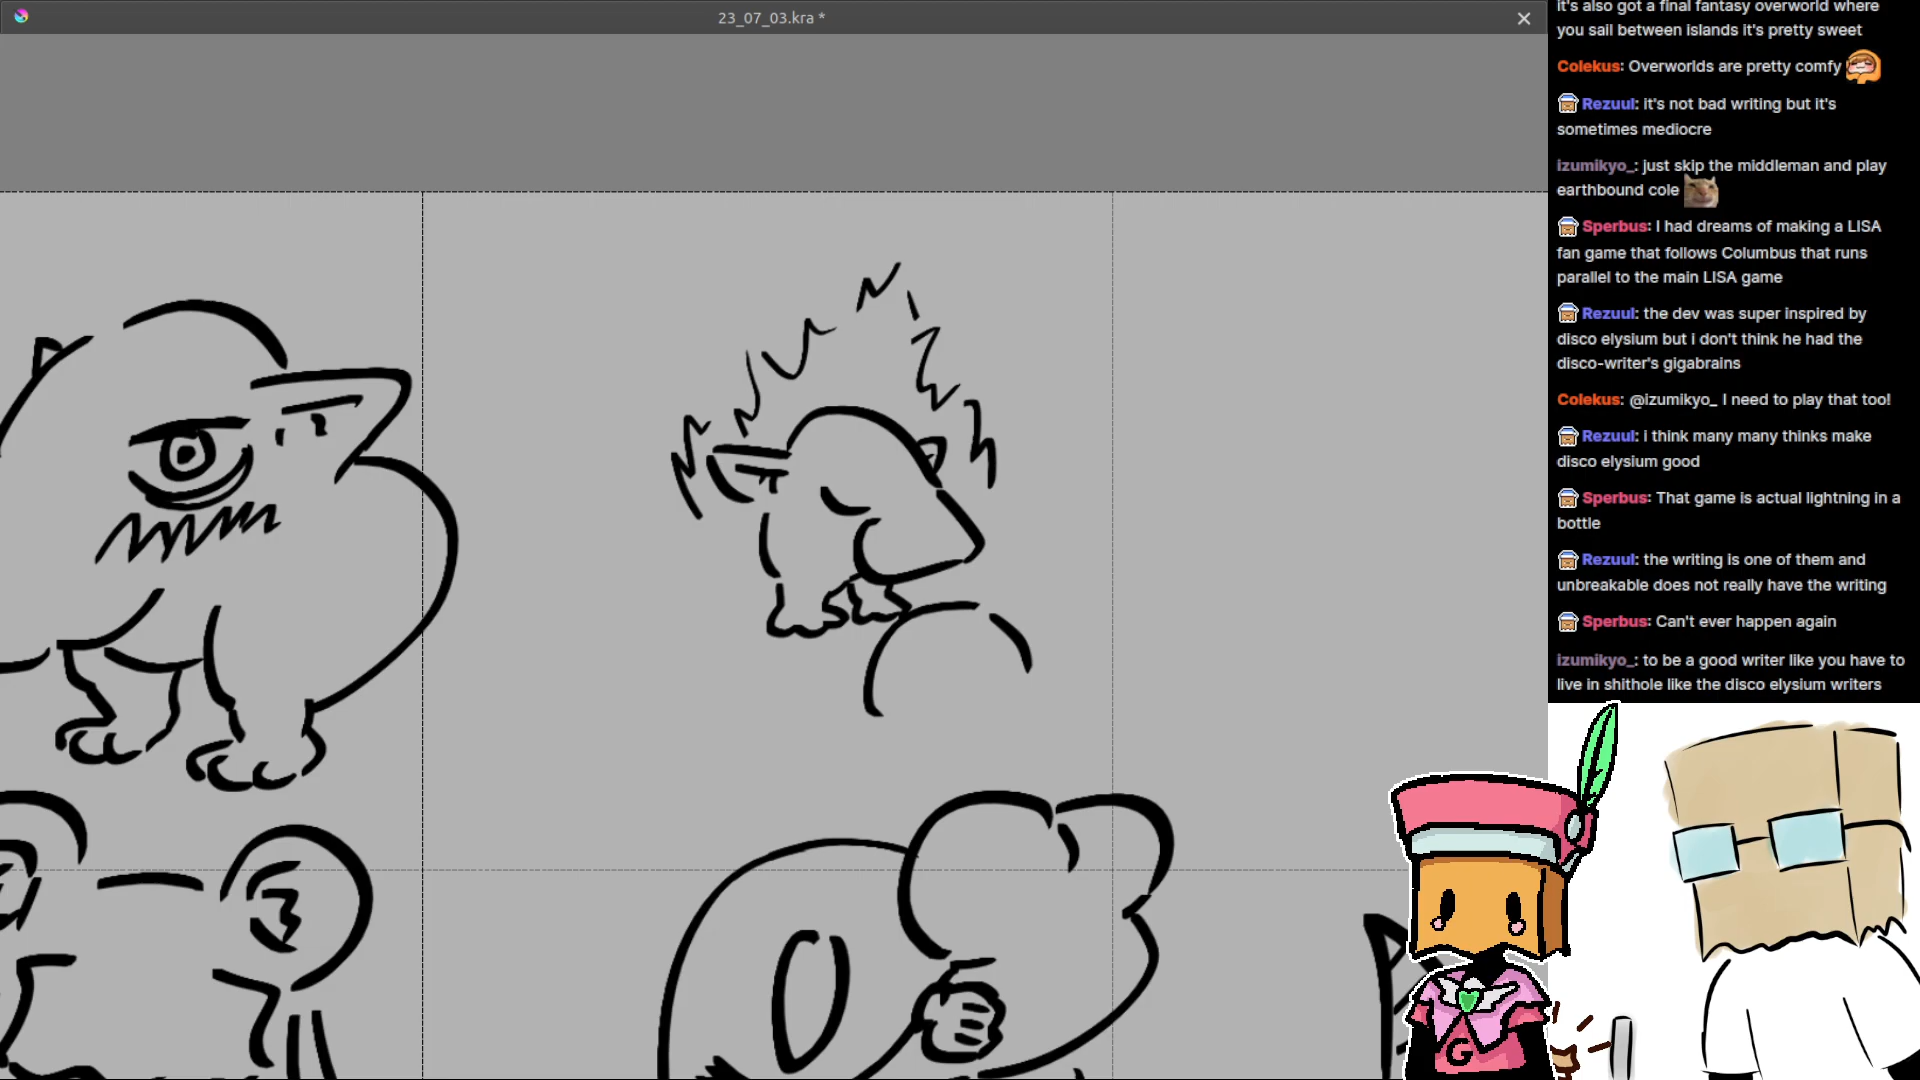 23_07_03.kra *
it's also got a final fantasy overworld where
you sail between islands it's pretty sweet
Colekus: Overworlds are pretty comfy
Rezuul: it's not bad writing but it's
sometimes mediocre
izumikyo_: just skip the middleman and play
earthbound cole
Sperbus: I had dreams of making a LISA
fan game that follows Columbus that runs
parallel to the main LISA game
Rezuul: the dev was super inspired by
disco elysium but i don't think he had the
disco-writer's gigabrains
Colekus: @izumikyo_ I need to play that too!
Rezuul: i think many many thinks make
disco elysium good
Sperbus: That game is actual lightning in a
bottle
Rezuul: the writing is one of them and
unbreakable does not really have the writing
Sperbus: Can't ever happen again
izumikyo_: to be a good writer like you have to
live in shithole like the disco elysium writers
G